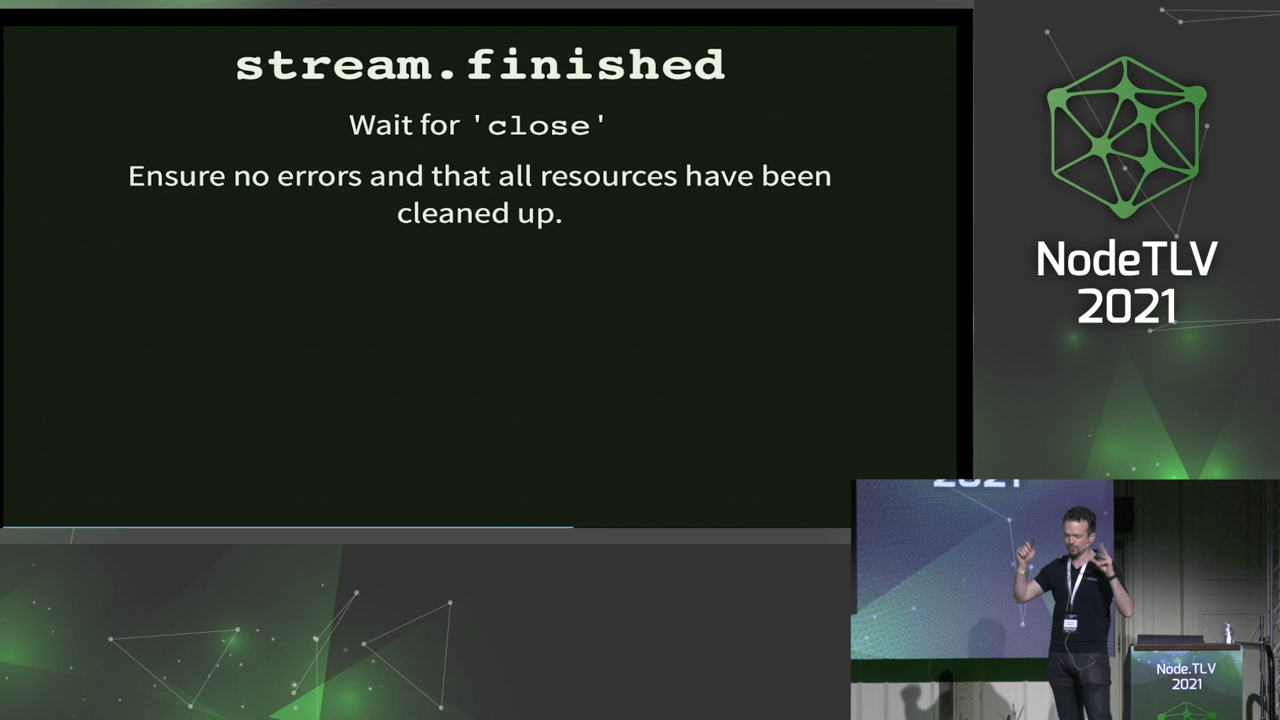 stream.finished
Wait for 'close'
Ensure no errors and that all resources have been
cleaned up.
NodeTLV
2021
2021
Node.TLV
2021